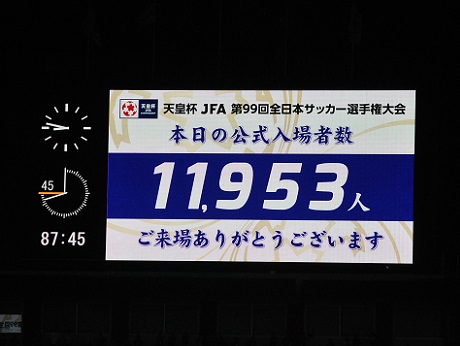 天皇杯 JFA 第99回全日本サッカー選手権大会
本日の公式入場者数
11,953人
ご来場ありがとうございます
45
87:45